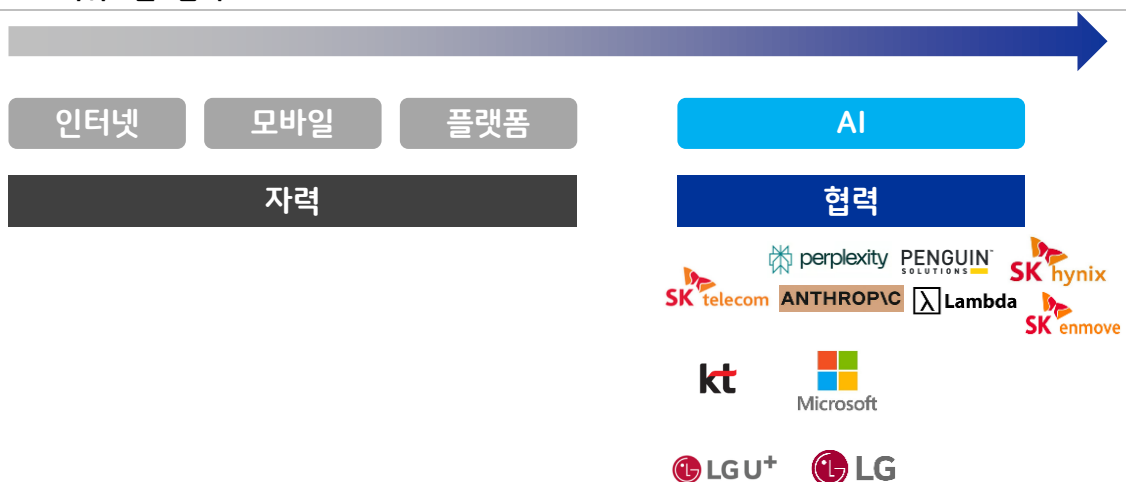 인터넷
모바일
플랫폼
AI
자력
협력
perplexity
PENGUIN™
SOLUTIONS
SK hynix
SK telecom
ANTHROP\C
λ Lambda
SK enmove
kt
Microsoft
LG U+
LG